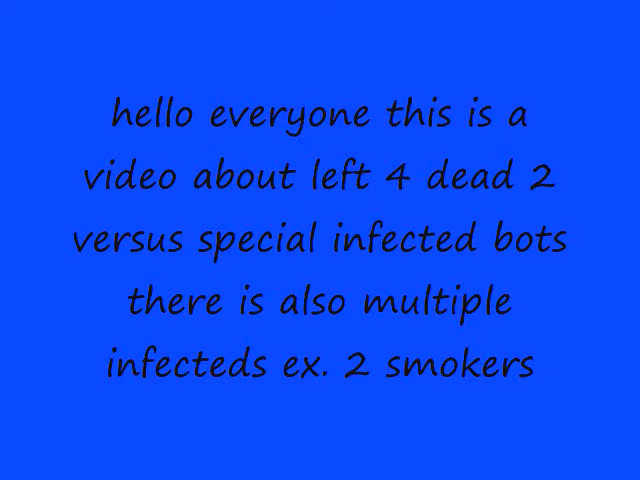 hello everyone this is a
video about left 4 dead 2
versus special infected bots
there is also multiple
infecteds ex. 2 smokers